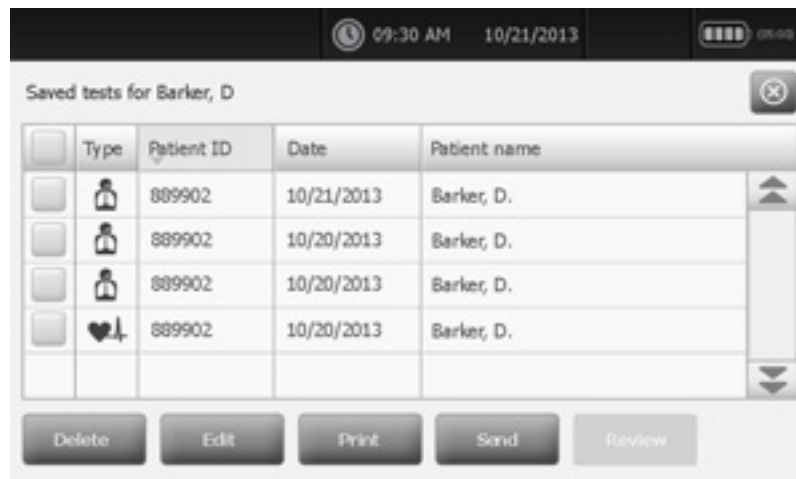 09:30 AM 10/21/2013
Saved tests for Barker, D
Type Patient ID Date Patient name
889902 10/21/2013 Barker, D.
889902 10/20/2013 Barker, D.
889902 10/20/2013 Barker, D.
889902 10/20/2013 Barker, D.
Delete Edit Print Send Review